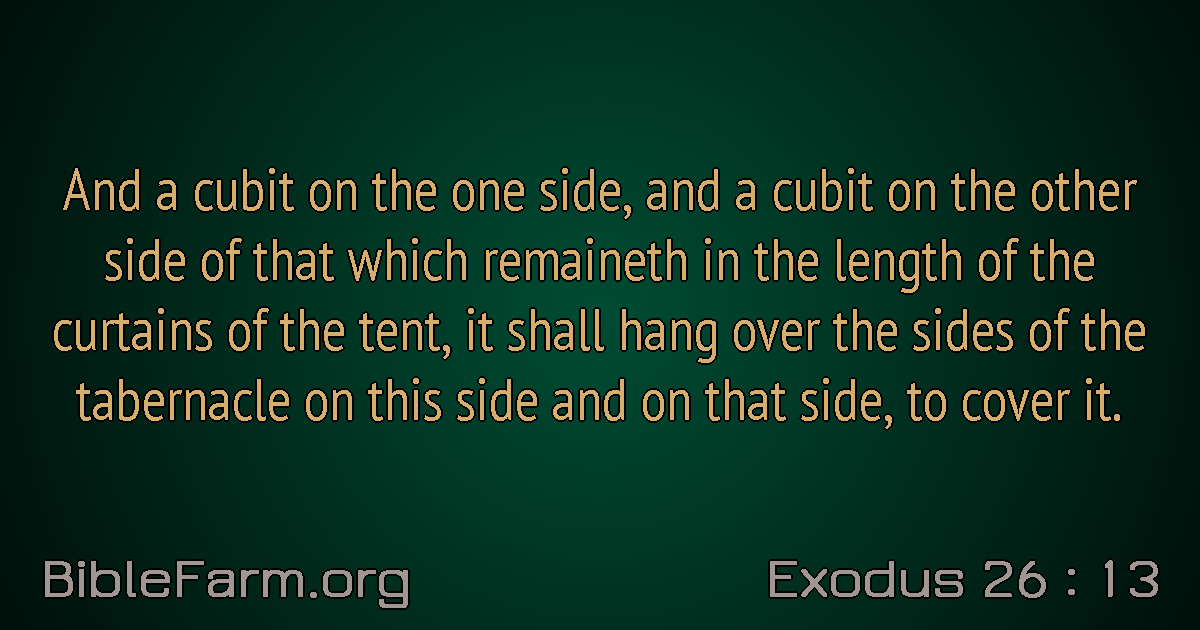 And a cubit on the one side, and a cubit on the other
side of that which remaineth in the length of the
curtains of the tent, it shall hang over the sides of the
tabernacle on this side and on that side, to cover it.
BibleFarm.org
Exodus 26 : 13